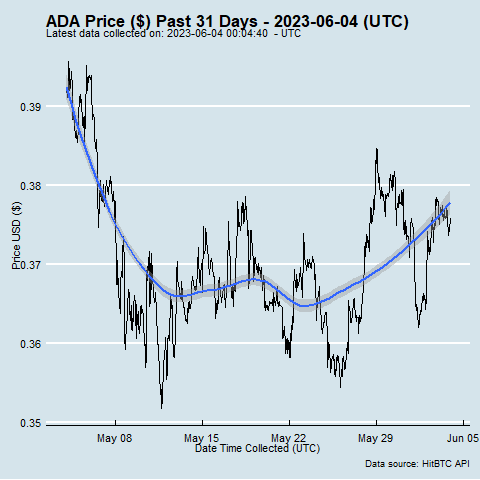 ADA Price ($) Past 31 Days - 2023-06-04 (UTC)
Latest data collected on: 2023-06-04 00:04:40 - UTC
Price USD ($)
0.39
0.38
0.37
0.36
0.35
May 08
May 15
May 22
May 29
Jun 05
Date Time Collected (UTC)
Data source: HitBTC API